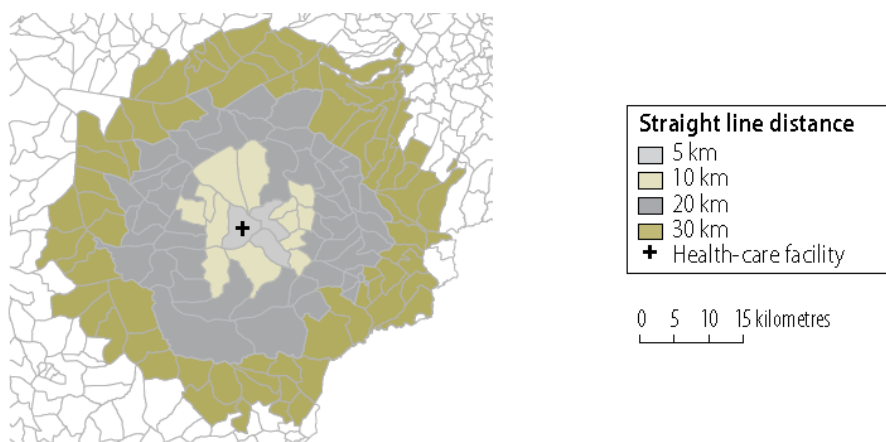 Straight line distance
5 km
10 km
20 km
30 km
Health-care facility
0 5 10 15 kilometres